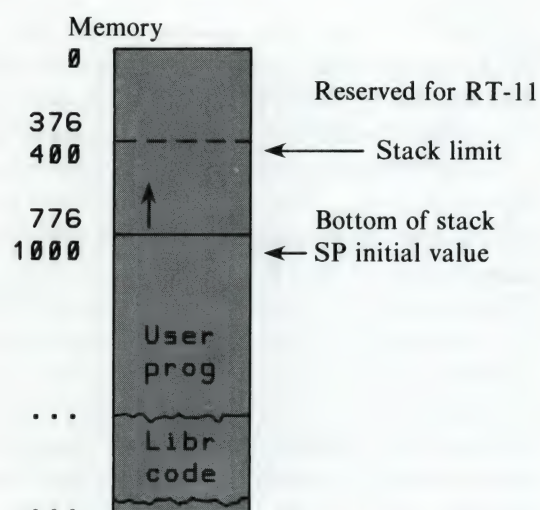 Memory
0
Reserved for RT-11
376
400
Stack limit
776
Bottom of stack
1000
SP initial value
User
prog
...
Libr
code